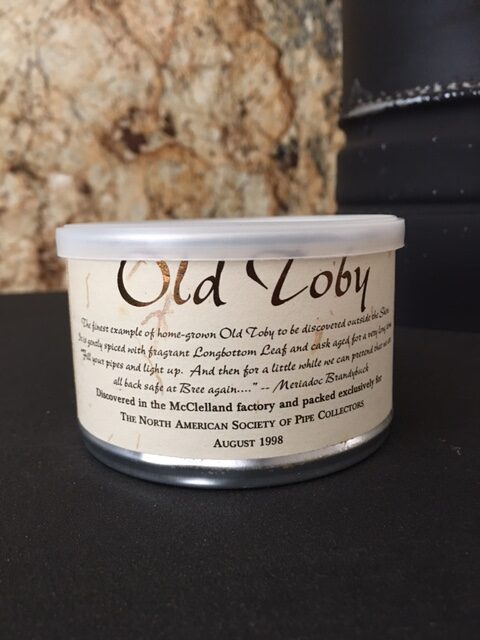 Old Toby
The finest example of home-grown Old Toby to be discovered outside the Shire
It is gently spiced with fragrant Longbottom Leaf and cask aged for a very long
Fill your pipes and light up. And then for a little while we can pretend that we are
all back safe at Bree again...." -- Meriadoc Brandybuck
Discovered in the McClelland factory and packed exclusively for
The North American Society of Pipe Collectors
August 1998